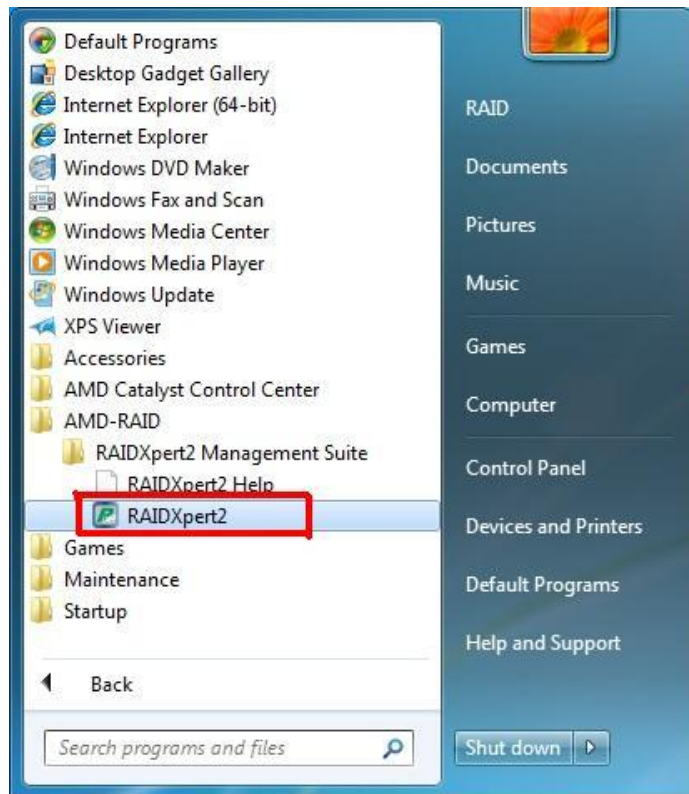 Default Programs
Desktop Gadget Gallery
Internet Explorer (64-bit)
Internet Explorer
Windows DVD Maker
Windows Fax and Scan
Windows Media Center
Windows Media Player
Windows Update
XPS Viewer
Accessories
AMD Catalyst Control Center
AMD-RAID
RAIDXpert2 Management Suite
RAIDXpert2 Help
RAIDXpert2
Games
Maintenance
Startup
Back
Search programs and files
RAID
Documents
Pictures
Music
Games
Computer
Control Panel
Devices and Printers
Default Programs
Help and Support
Shut down